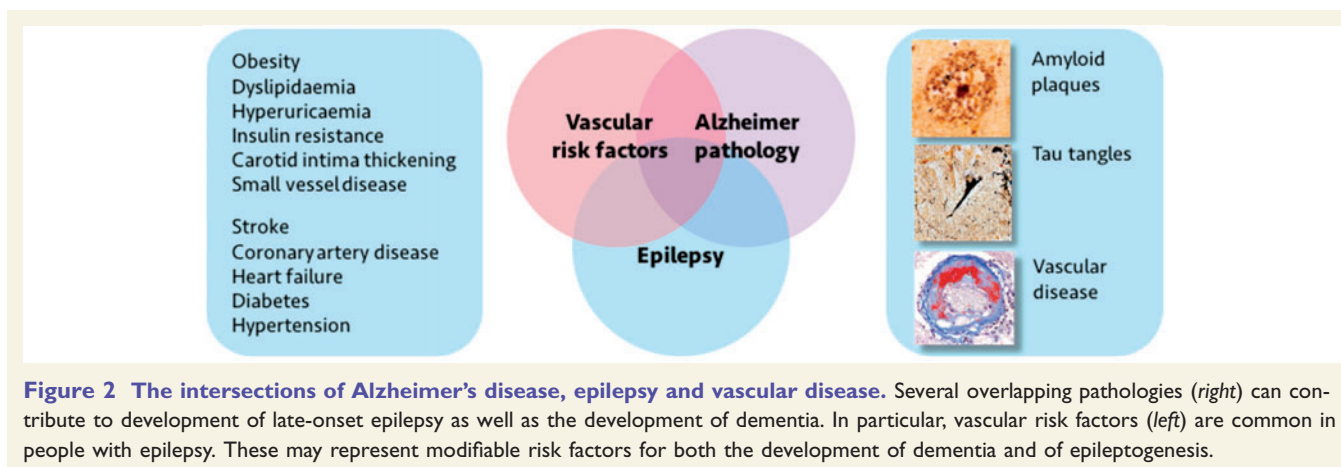 Obesity
Dyslipidaemia
Hyperuricaemia
Insulin resistance
Carotid intima thickening
Small vessel disease
Stroke
Coronary artery disease
Heart failure
Diabetes
Hypertension
Vascular
risk factors
Alzheimer
pathology
Epilepsy
Amyloid
plaques
Tau tangles
Vascular
disease
Figure 2 The intersections of Alzheimer's disease, epilepsy and vascular disease. Several overlapping pathologies (right) can con-
tribute to development of late-onset epilepsy as well as the development of dementia. In particular, vascular risk factors (left) are common in
people with epilepsy. These may represent modifiable risk factors for both the development of dementia and of epileptogenesis.